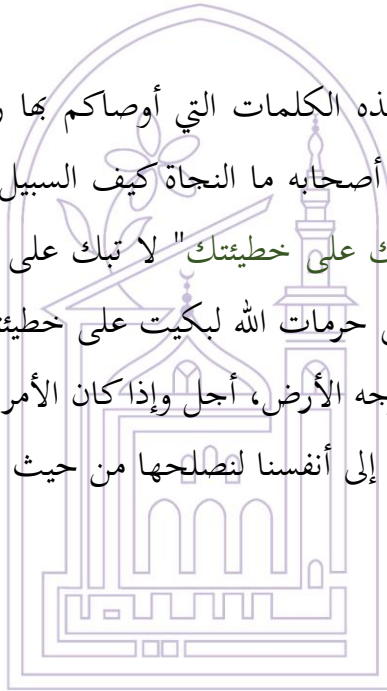 ذه الكلمات التي أوصاكم بها
أصحابه ما النجاة كيف السبيل
ك على خطيئتك" لا تبك على
حرمات الله لبكيت على خطيئت
جه الأرض، أجل وإذا كان الأمر
إلى أنفسنا لنصلحها من حيث